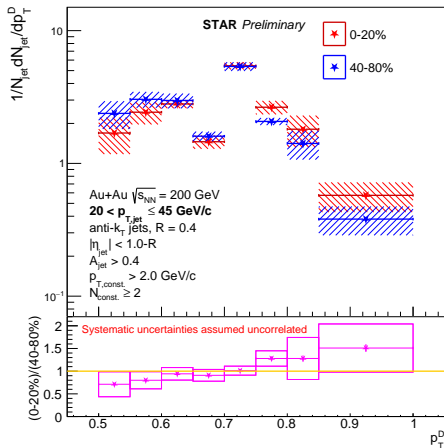 STAR Preliminary
0-20%
40-80%
10
1
10⁻¹
1/N_jet dN_jet/dp_T^D
Au+Au √s_NN = 200 GeV
20 < p_T,jet ≤ 45 GeV/c
anti-k_T jets, R = 0.4
|η_jet| < 1.0-R
A_jet > 0.4
p_T,const. > 2.0 GeV/c
N_const. ≥ 2
Systematic uncertainties assumed uncorrelated
(0-20%)/(40-80%)
2
1.5
1
0.5
0
0.4 0.5 0.6 0.7 0.8 0.9 1
p_T^D